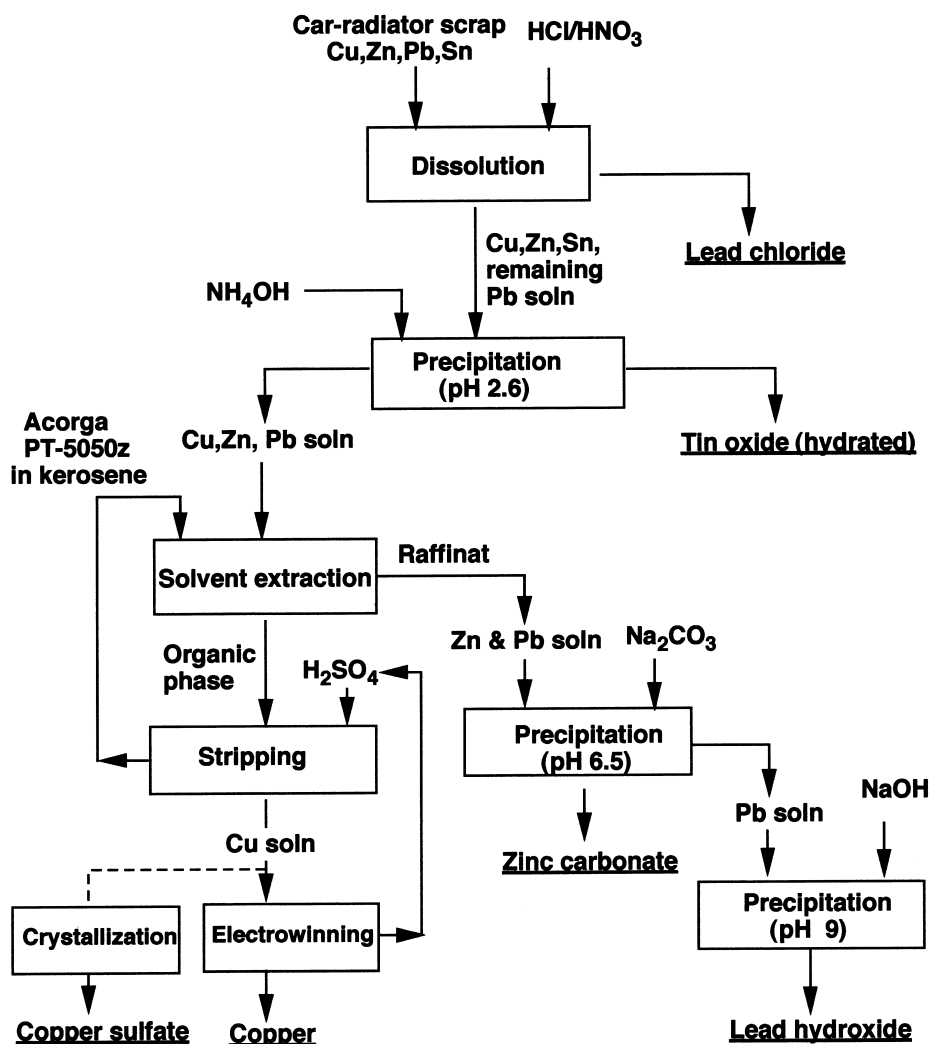 Car-radiator scrap
Cu,Zn,Pb,Sn
HCl/HNO3
Dissolution
Lead chloride
Cu,Zn,Sn,
remaining
Pb soln
NH4OH
Precipitation
(pH 2.6)
Tin oxide (hydrated)
Cu,Zn, Pb soln
Acorga
PT-5050z
in kerosene
Solvent extraction
Raffinat
Organic
phase
H2SO4
Zn & Pb soln
Na2CO3
Stripping
Precipitation
(pH 6.5)
Pb soln
NaOH
Cu soln
Zinc carbonate
Crystallization
Electrowinning
Precipitation
(pH 9)
Copper sulfate
Copper
Lead hydroxide